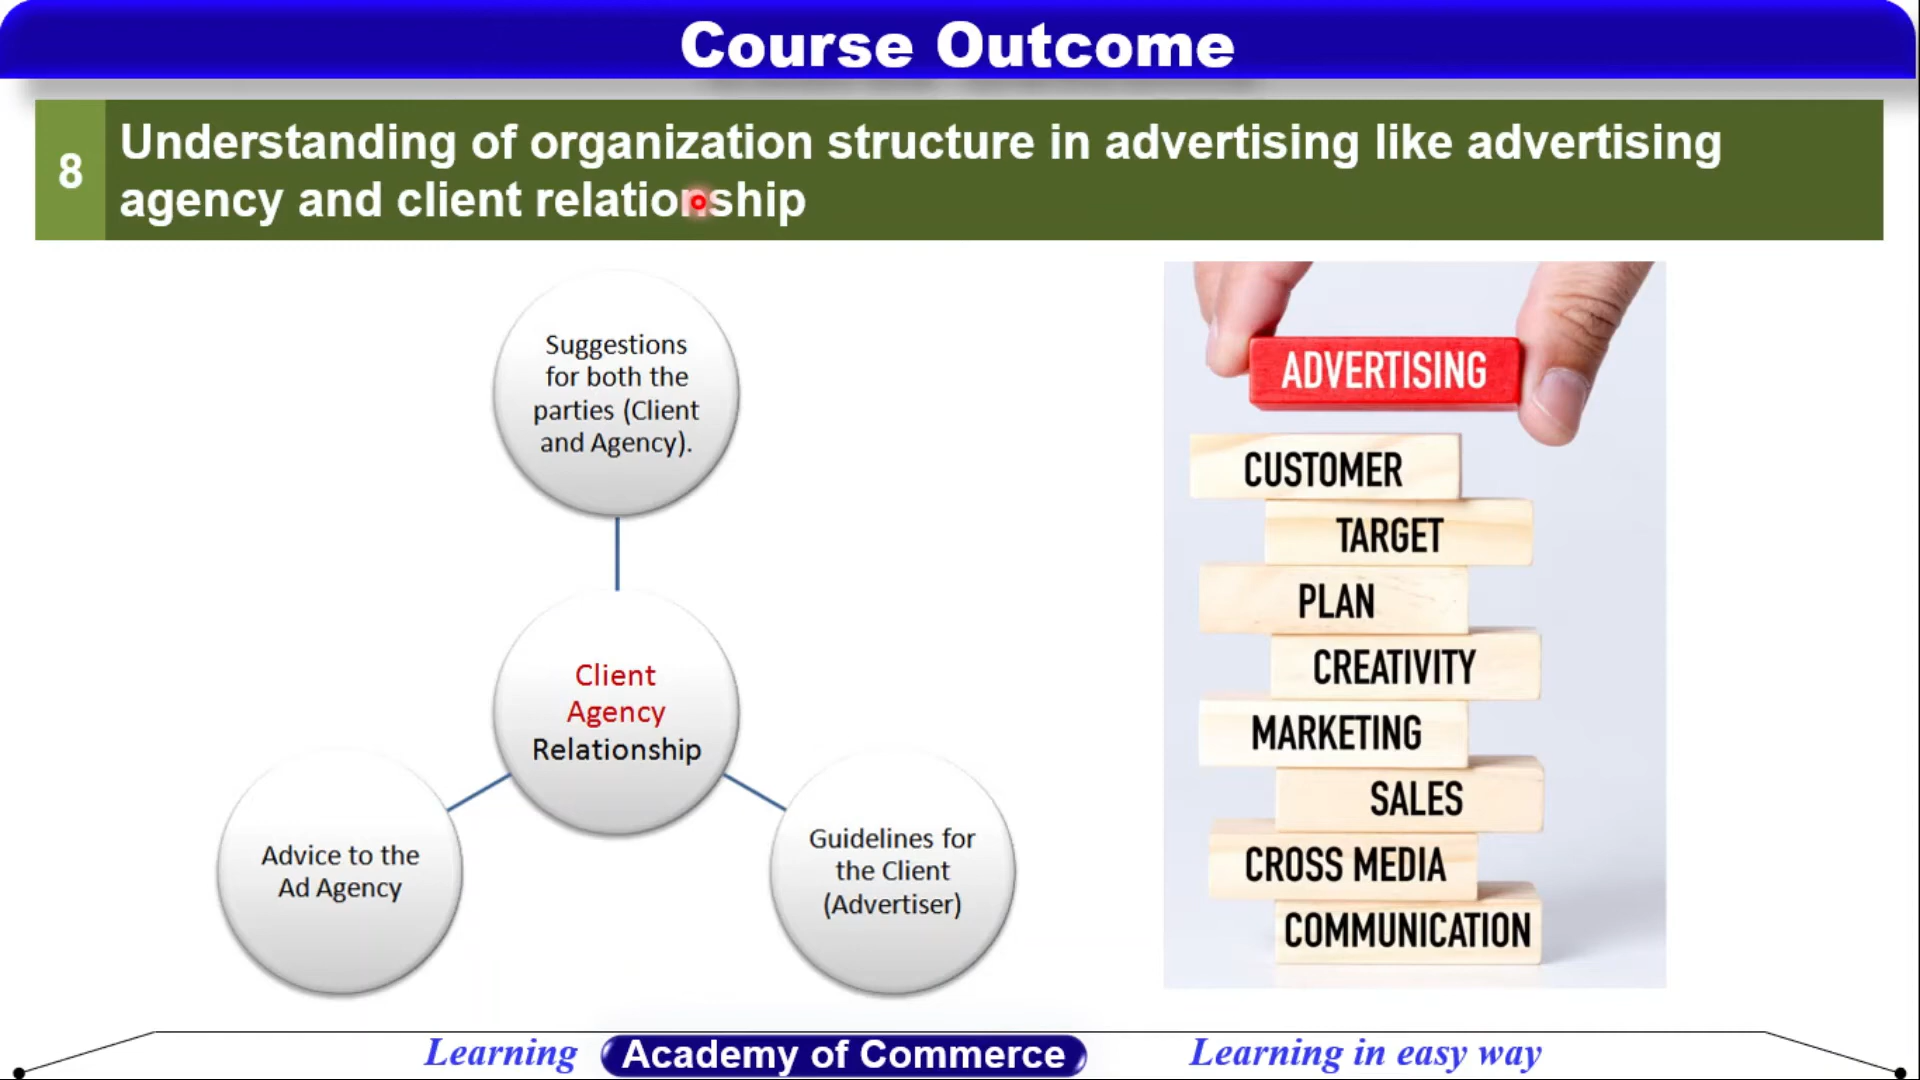 Course Outcome
8
Understanding of organization structure in advertising like advertising
agency and client relationship
Suggestions
for both the
parties (Client
and Agency).
Client
Agency
Relationship
Advice to the
Ad Agency
Guidelines for
the Client
(Advertiser)
ADVERTISING
CUSTOMER
TARGET
PLAN
CREATIVITY
MARKETING
SALES
CROSS MEDIA
COMMUNICATION
Learning Academy of Commerce Learning in easy way